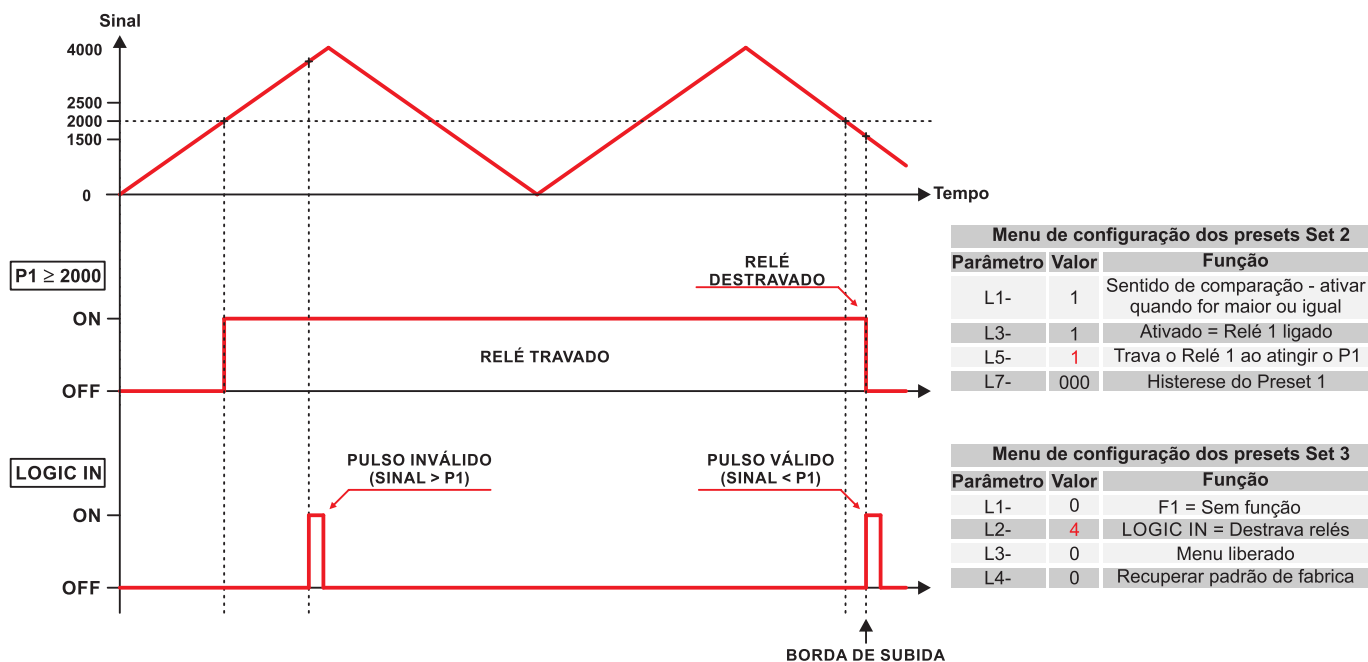 Sinal
4000
2500
2000
1500
0
Tempo
P1 ≥ 2000
ON
OFF
RELÉ
DESTRAVADO
RELÉ TRAVADO
LOGIC IN
ON
OFF
PULSO INVÁLIDO
(SINAL > P1)
PULSO VÁLIDO
(SINAL < P1)
BORDA DE SUBIDA
Menu de configuração dos presets Set 2
Parâmetro Valor Função
L1- 1 Sentido de comparação - ativar
quando for maior ou igual
L3- 1 Ativado = Relé 1 ligado
L5- 1 Trava o Relé 1 ao atingir o P1
L7- 000 Histerese do Preset 1
Menu de configuração dos presets Set 3
Parâmetro Valor Função
L1- 0 F1 = Sem função
L2- 4 LOGIC IN = Destrava relés
L3- 0 Menu liberado
L4- 0 Recuperar padrão de fabrica